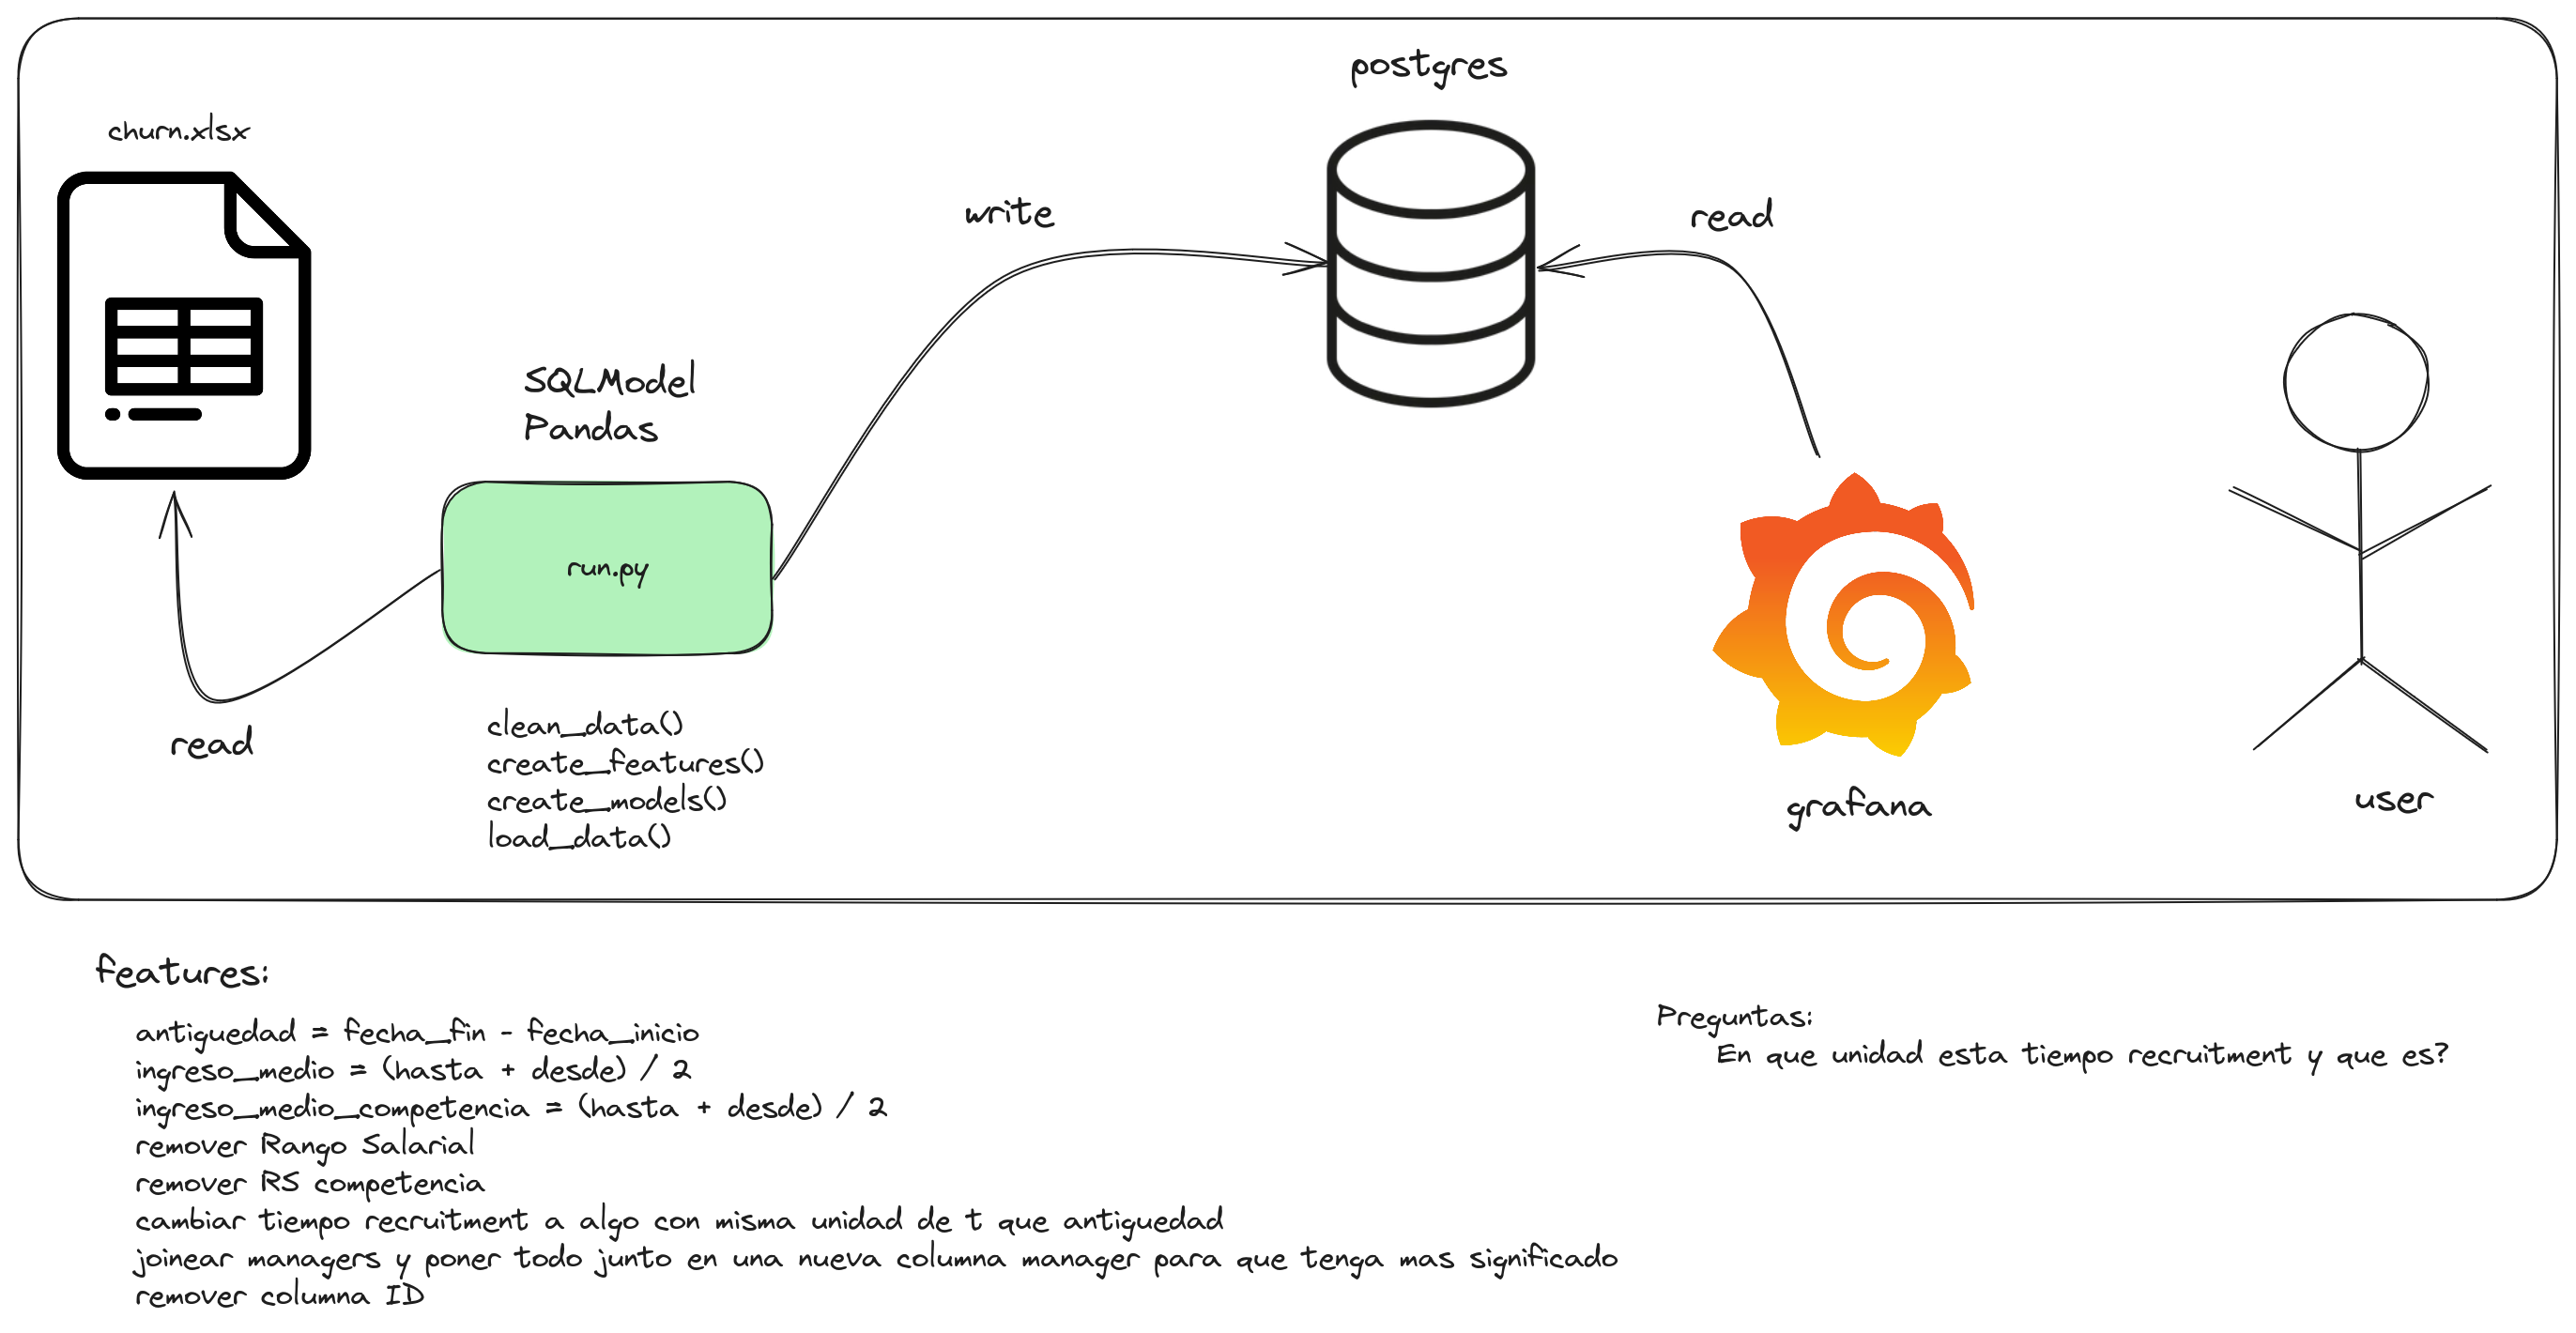 postgres
churn.xlsx
write
read
SQLModel
Pandas
run.py
read
clean_data()
create_features()
create_models()
load_data()
grafana
user
features:
antiguedad = fecha_fin - fecha_inicio
ingreso_medio = (hasta + desde) / 2
ingreso_medio_competencia = (hasta + desde) / 2
remover Rango Salarial
remover RS competencia
cambiar tiempo recruitment a algo con misma unidad de t que antiguedad
joinear managers y poner todo junto en una nueva columna manager para que tenga mas significado
remover columna ID
Preguntas:
En que unidad esta tiempo recruitment y que es?